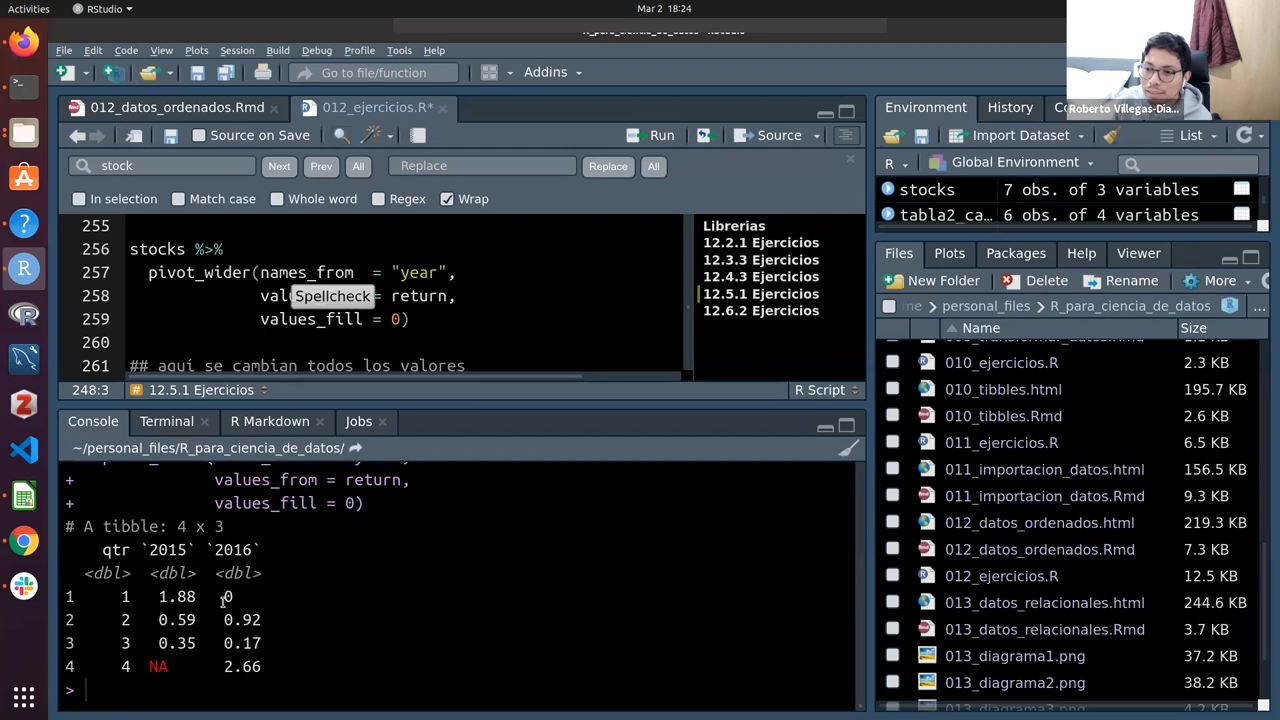 Activities
RStudio
Mar 2 18:24
File Edit Code View Plots Session Build Debug Profile Tools Help
Go to file/function
Addins
Roberto Villegas-Dia...
012_datos_ordenados.Rmd
012_ejercicios.R*
Source on Save
Run
Source
stock
Next Prev All
Replace
Replace All
In selection
Match case
Whole word
Regex
Wrap
255
256 stocks %>%
257 pivot_wider(names_from = "year",
258 valu Spellcheck = return,
259 values_fill = 0)
260
261 ## aquí se cambian todos los valores
Librerias
12.2.1 Ejercicios
12.3.3 Ejercicios
12.4.3 Ejercicios
12.5.1 Ejercicios
12.6.2 Ejercicios
248:3
# 12.5.1 Ejercicios
R Script
Console Terminal R Markdown Jobs
~/personal_files/R_para_ciencia_de_datos/
+ values_from = return,
+ values_fill = 0)
# A tibble: 4 x 3
qtr `2015` `2016`
<dbl> <dbl> <dbl>
1 1 1.88 0
2 2 0.59 0.92
3 3 0.35 0.17
4 4 NA 2.66
>
Environment History
Import Dataset
List
R
Global Environment
stocks 7 obs. of 3 variables
tabla2_ca... 6 obs. of 4 variables
Files Plots Packages Help Viewer
New Folder
Delete
Rename
More
me personal_files R_para_ciencia_de_datos ...
Name Size
010_ejercicios.R 2.3 KB
010_tibbles.html 195.7 KB
010_tibbles.Rmd 2.6 KB
011_ejercicios.R 6.5 KB
011_importacion_datos.html 156.5 KB
011_importacion_datos.Rmd 9.3 KB
012_datos_ordenados.html 219.3 KB
012_datos_ordenados.Rmd 7.3 KB
012_ejercicios.R 12.5 KB
013_datos_relacionales.html 244.6 KB
013_datos_relacionales.Rmd 3.7 KB
013_diagrama1.png 37.2 KB
013_diagrama2.png 38.2 KB